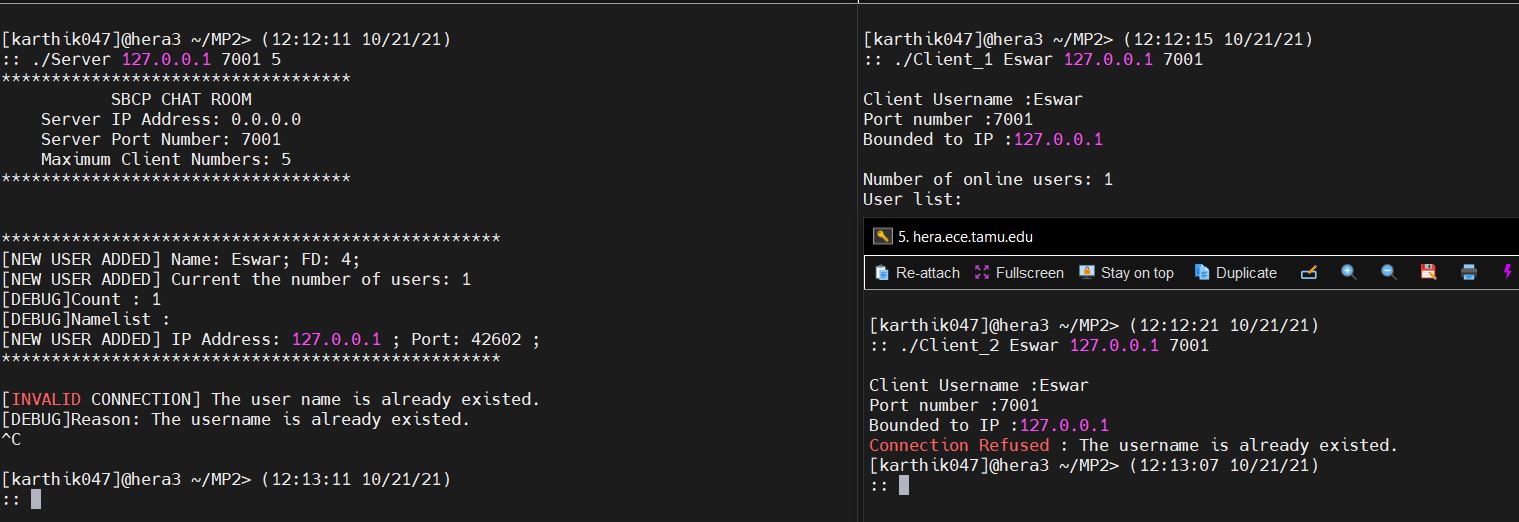 [karthik047]@hera3 ~/MP2> (12:12:11 10/21/21)
:: ./Server 127.0.0.1 7001 5
***********************************
SBCP CHAT ROOM
Server IP Address: 0.0.0.0
Server Port Number: 7001
Maximum Client Numbers: 5
***********************************
**************************************************
[NEW USER ADDED] Name: Eswar; FD: 4;
[NEW USER ADDED] Current the number of users: 1
[DEBUG]Count : 1
[DEBUG]Namelist :
[NEW USER ADDED] IP Address: 127.0.0.1 ; Port: 42602 ;
**************************************************
[INVALID CONNECTION] The user name is already existed.
[DEBUG]Reason: The username is already existed.
^C
[karthik047]@hera3 ~/MP2> (12:13:11 10/21/21)
::
[karthik047]@hera3 ~/MP2> (12:12:15 10/21/21)
:: ./Client_1 Eswar 127.0.0.1 7001
Client Username :Eswar
Port number :7001
Bounded to IP :127.0.0.1
Number of online users: 1
User list:
5. hera.ece.tamu.edu
Re-attach Fullscreen Stay on top Duplicate
[karthik047]@hera3 ~/MP2> (12:12:21 10/21/21)
:: ./Client_2 Eswar 127.0.0.1 7001
Client Username :Eswar
Port number :7001
Bounded to IP :127.0.0.1
Connection Refused : The username is already existed.
[karthik047]@hera3 ~/MP2> (12:13:07 10/21/21)
::